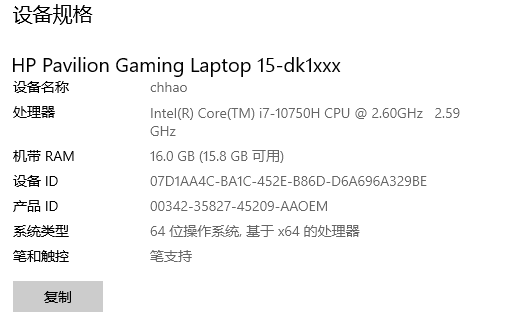 设备规格
HP Pavilion Gaming Laptop 15-dk1xxx
设备名称 chhao
处理器 Intel(R) Core(TM) i7-10750H CPU @ 2.60GHz 2.59
GHz
机带 RAM 16.0 GB (15.8 GB 可用)
设备 ID 07D1AA4C-BA1C-452E-B86D-D6A696A329BE
产品 ID 00342-35827-45209-AAOEM
系统类型 64 位操作系统, 基于 x64 的处理器
笔和触控 笔支持
复制